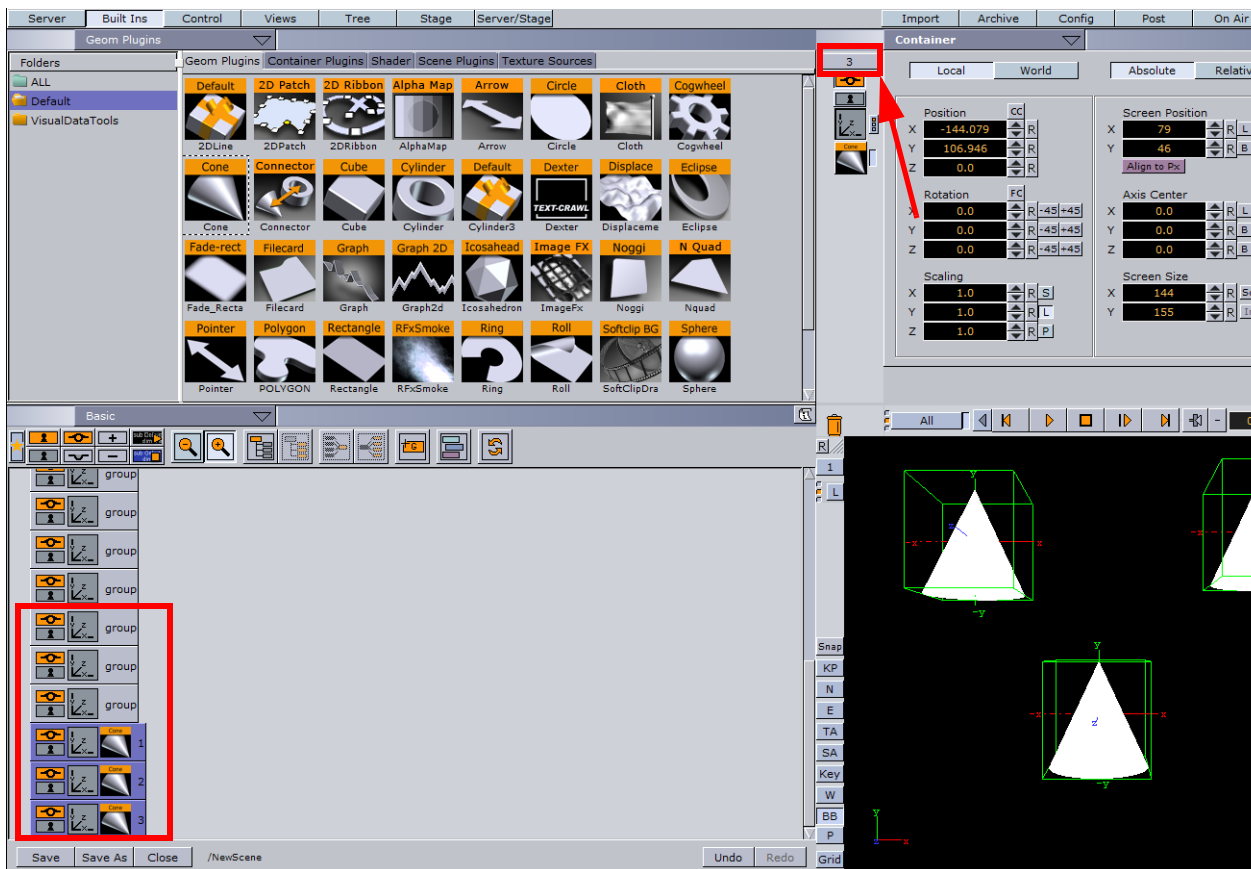 Server Built Ins Control Views Tree Stage Server/Stage Import Archive Config Post On Air
Geom Plugins Container
Folders Geom Plugins Container Plugins Shader Scene Plugins Texture Sources 3
ALL
Default
VisualDataTools
Local World Absolute Relativ
Default 2D Patch 2D Ribbon Alpha Map Arrow Circle Cloth Cogwheel
2DLine 2DPatch 2DRibbon AlphaMap Arrow Circle Cloth Cogwheel
Cone Connector Cube Cylinder Default Dexter Displace Eclipse
TEXT-CRAWL
Cone Connector Cube Cylinder Cylinder3 Dexter Displaceme Eclipse
Fade-rect Filecard Graph Graph 2D Icosahead Image FX Noggi N Quad
Fade_Recta Filecard Graph Graph2d Icosahedron ImageFx Noggi Nquad
Pointer Polygon Rectangle RFxSmoke Ring Roll Softclip BG Sphere
Pointer POLYGON Rectangle RFxSmoke Ring Roll SoftClipDra Sphere
y z x
Cone
Position CC Screen Position
X -144.079 R X 79 R L
Y 106.946 R Y 46 R B
Z 0.0 R Align to Px
Rotation FC Axis Center
X 0.0 R -45 +45 X 0.0 R L
Y 0.0 R -45 +45 Y 0.0 R B
Z 0.0 R -45 +45 Z 0.0 R B
Scaling Screen Size
X 1.0 R S X 144 R
Y 1.0 R L Y 155 R
Z 1.0 R P
Basic
All
R
1
L
group
group
group
group
group
group
group
Cone 1
Cone 2
Cone 3
Snap
KP
N
E
TA
SA
Key
W
BB
P
Grid
y
-x z x
-y
-x
y
-x z x
-y
y
z x
Save Save As Close /NewScene Undo Redo